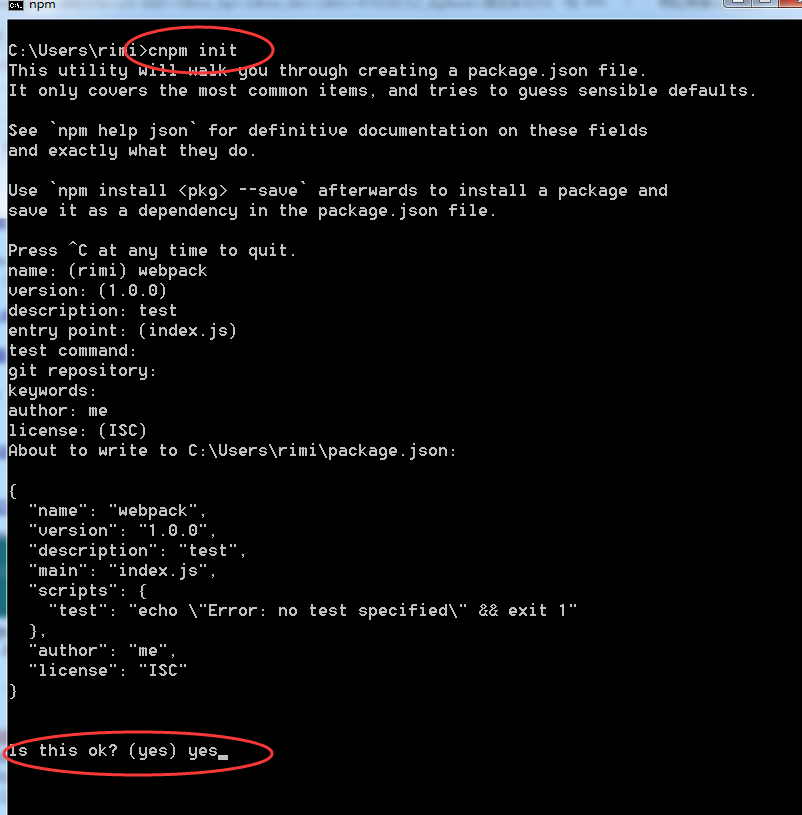 npm
C:\Users\rimi>cnpm init
This utility will walk you through creating a package.json file.
It only covers the most common items, and tries to guess sensible defaults.
See `npm help json` for definitive documentation on these fields
and exactly what they do.
Use `npm install <pkg> --save` afterwards to install a package and
save it as a dependency in the package.json file.
Press ^C at any time to quit.
name: (rimi) webpack
version: (1.0.0)
description: test
entry point: (index.js)
test command:
git repository:
keywords:
author: me
license: (ISC)
About to write to C:\Users\rimi\package.json:
{
  "name": "webpack",
  "version": "1.0.0",
  "description": "test",
  "main": "index.js",
  "scripts": {
    "test": "echo \"Error: no test specified\" && exit 1"
  },
  "author": "me",
  "license": "ISC"
}
Is this ok? (yes) yes